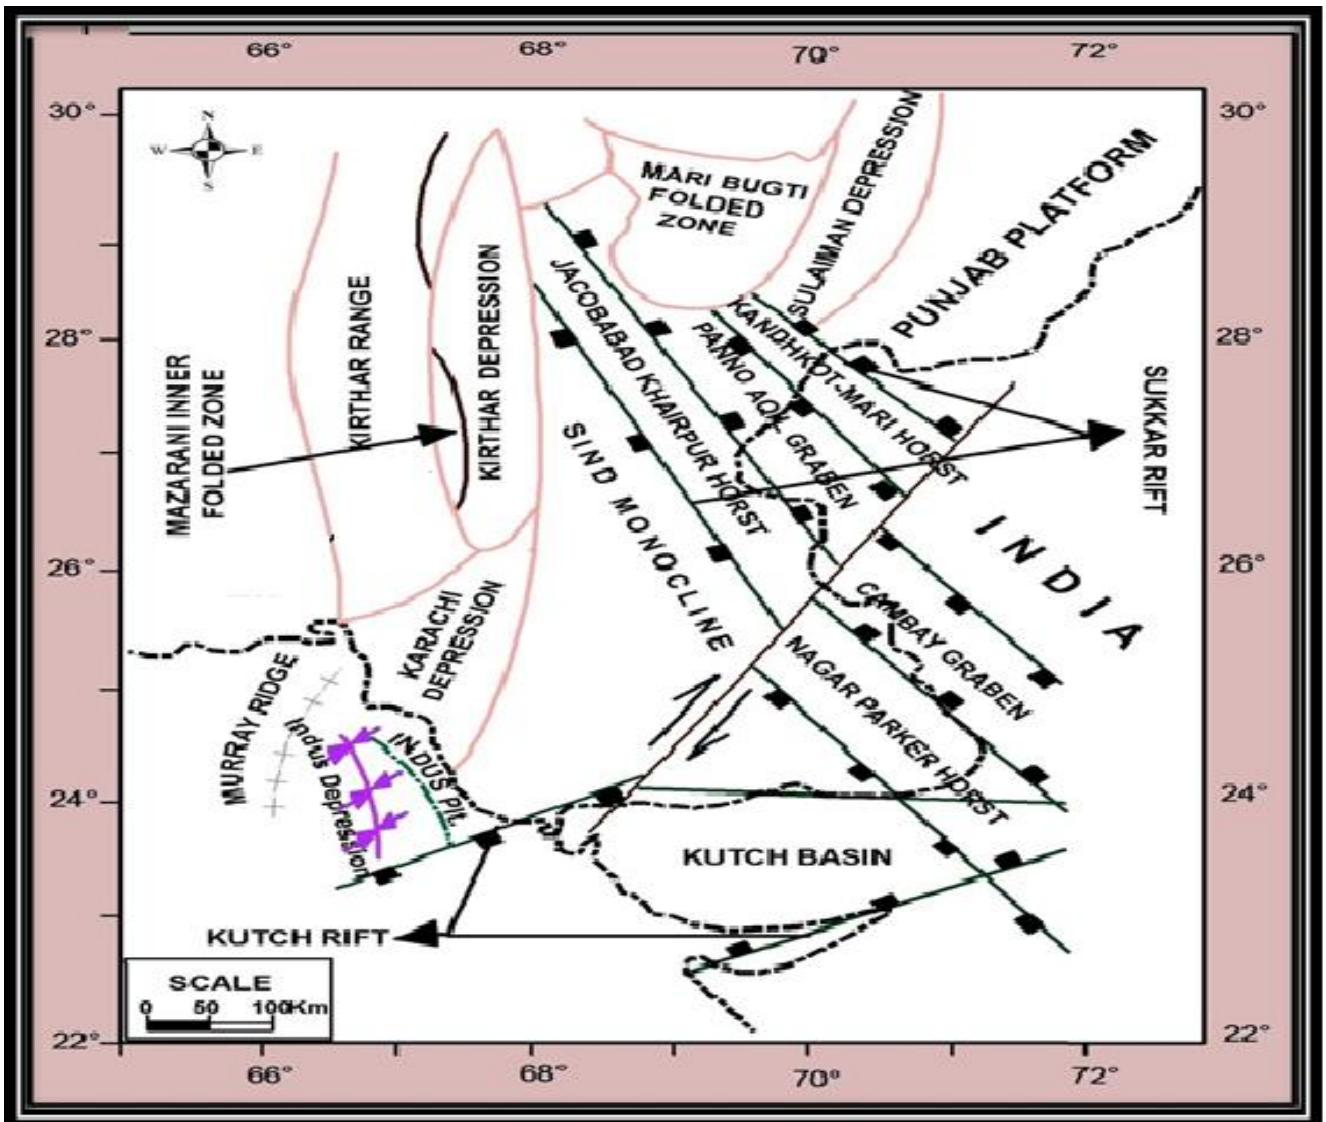 66° 68° 70° 72°
30° 30°
N
W E
S
MARI BUGTI
FOLDED
ZONE
SULAIMAN DEPRESSION
PUNJAB PLATFORM
KIRTHAR RANGE
KIRTHAR DEPRESSION
JACOBABAD KHAIRPUR HORST
PANNO AQIL GRABEN
KANDHKOT-MARI HORST
28° 28°
MAZARANI INNER
FOLDED ZONE
SUKKAR RIFT
SIND MONOCLINE
INDIA
26° 26°
KARACHI
DEPRESSION
CAMBAY GRABEN
NAGAR PARKER HORST
MURRAY RIDGE
Indus Depression
INDUS Plt.
24° 24°
KUTCH BASIN
KUTCH RIFT
SCALE
0 50 100Km
22° 22°
66° 68° 70° 72°